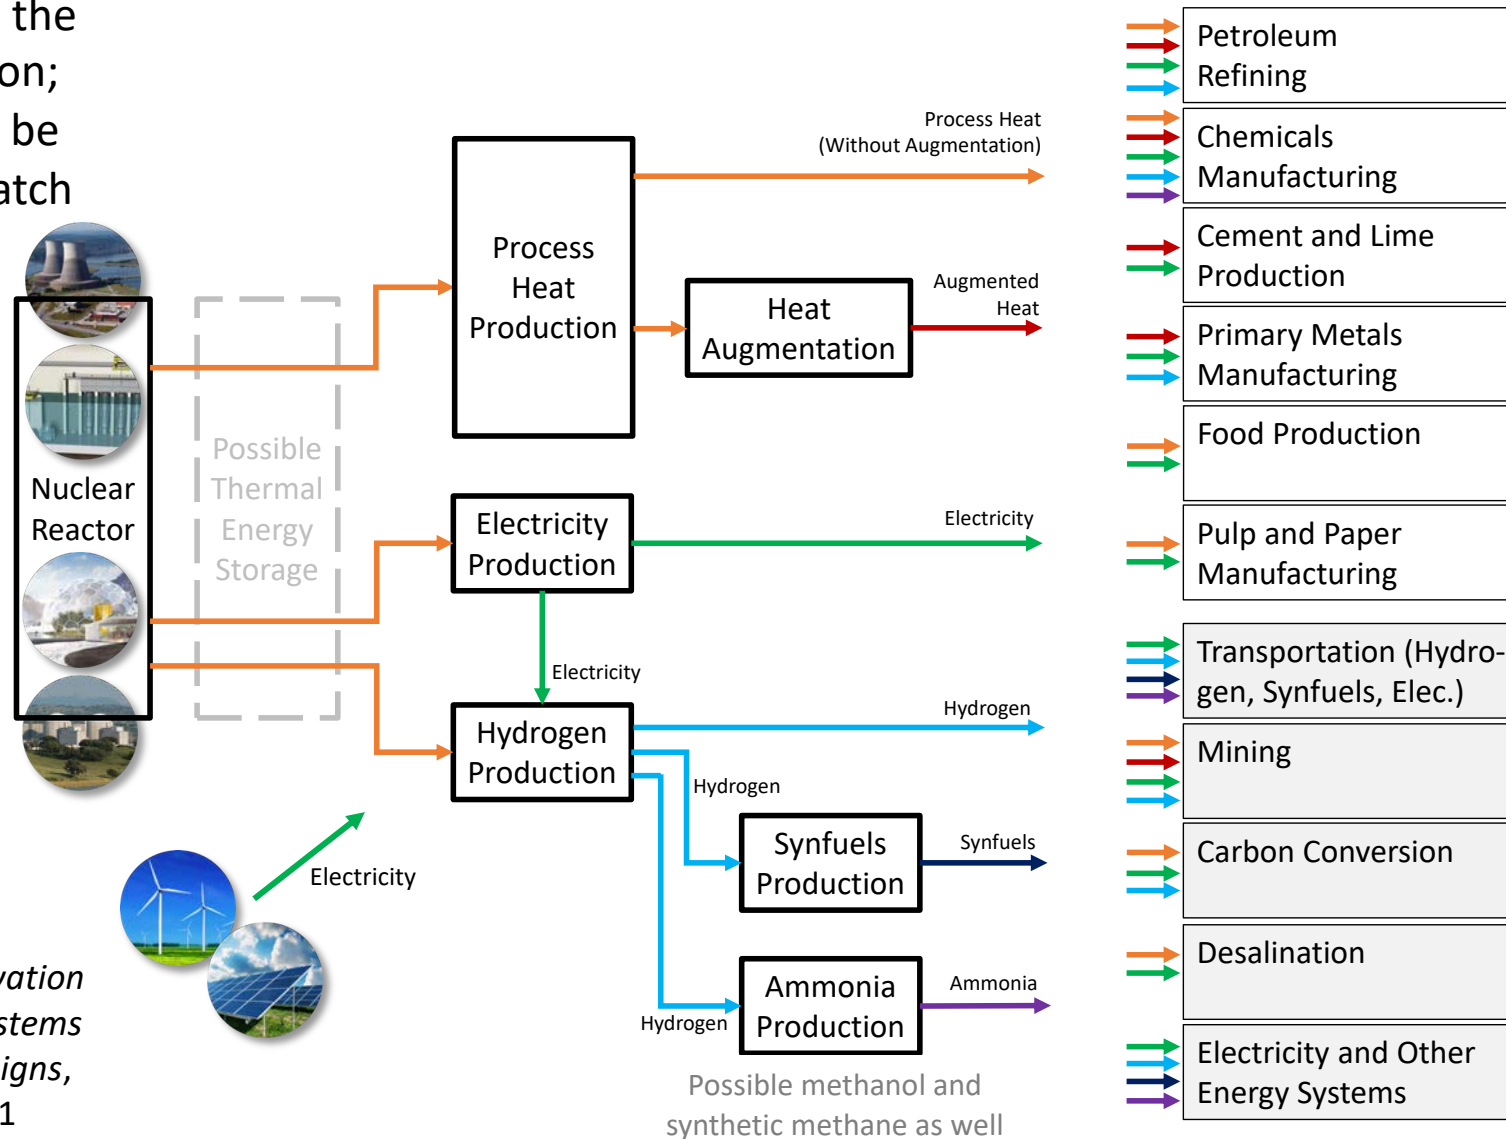 the
on;
be
atch
Nuclear
Reactor
Possible
Thermal
Energy
Storage
Process
Heat
Production
Process Heat
(Without Augmentation)
Heat
Augmentation
Augmented
Heat
Electricity
Production
Electricity
Electricity
Hydrogen
Production
Hydrogen
Hydrogen
Synfuels
Production
Synfuels
Hydrogen
Ammonia
Production
Ammonia
Possible methanol and
synthetic methane as well
Electricity
vation
stems
igns,
1
Petroleum
Refining
Chemicals
Manufacturing
Cement and Lime
Production
Primary Metals
Manufacturing
Food Production
Pulp and Paper
Manufacturing
Transportation (Hydro-
gen, Synfuels, Elec.)
Mining
Carbon Conversion
Desalination
Electricity and Other
Energy Systems